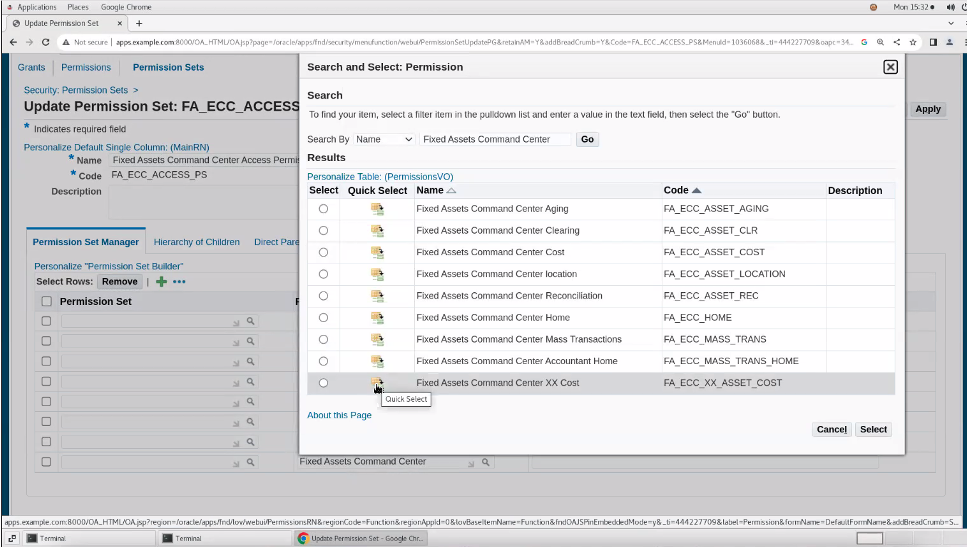 Applications Places Google Chrome Mon 15:32
Update Permission Set
Not secure apps.example.com:8000/OA_HTML/OA.jsp?page=/oracle/apps/fnd/security/menufunction/webui/PermissionSetUpdatePG&retainAM=Y&addBreadCrumb=Y&Code=FA_ECC_ACCESS_PS&MenuId=1036068&_ti=444227709&oapc=34...
Grants Permissions Permission Sets
Security: Permission Sets >
Update Permission Set: FA_ECC_ACCESS
Apply
* Indicates required field
Personalize Default Single Column: (MainRN)
* Name Fixed Assets Command Center Access Permis
* Code FA_ECC_ACCESS_PS
Description
Permission Set Manager Hierarchy of Children Direct Pare
Personalize "Permission Set Builder"
Select Rows: Remove
Permission Set
Fixed Assets Command Center
Search and Select: Permission
Search
To find your item, select a filter item in the pulldown list and enter a value in the text field, then select the "Go" button.
Search By Name Fixed Assets Command Center Go
Results
Personalize Table: (PermissionsVO)
Select Quick Select Name Code Description
Fixed Assets Command Center Aging FA_ECC_ASSET_AGING
Fixed Assets Command Center Clearing FA_ECC_ASSET_CLR
Fixed Assets Command Center Cost FA_ECC_ASSET_COST
Fixed Assets Command Center location FA_ECC_ASSET_LOCATION
Fixed Assets Command Center Reconciliation FA_ECC_ASSET_REC
Fixed Assets Command Center Home FA_ECC_HOME
Fixed Assets Command Center Mass Transactions FA_ECC_MASS_TRANS
Fixed Assets Command Center Accountant Home FA_ECC_MASS_TRANS_HOME
Fixed Assets Command Center XX Cost FA_ECC_XX_ASSET_COST
Quick Select
About this Page
Cancel Select
apps.example.com:8000/OA_HTML/OA.jsp?region=/oracle/apps/fnd/lov/webui/PermissionsRN&regionCode=Function&regionAppId=0&lovBaseItemName=Function&fndOAJSPinEmbeddedMode=y&_ti=444227709&label=Permission&formName=DefaultFormName&addBreadCrumb=S...
Terminal Terminal Update Permission Set - Google Chr...